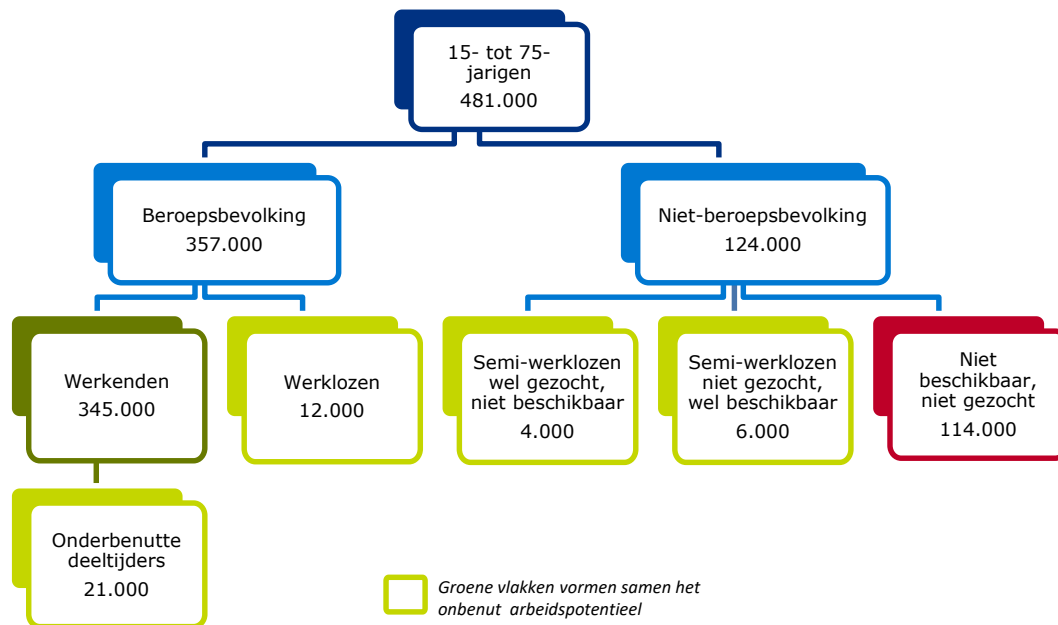 15- tot 75-
jarigen
481.000
Beroepsbevolking
357.000
Niet-beroepsbevolking
124.000
Werkenden
345.000
Werklozen
12.000
Semi-werklozen
wel gezocht,
niet beschikbaar
4.000
Semi-werklozen
niet gezocht,
wel beschikbaar
6.000
Niet
beschikbaar,
niet gezocht
114.000
Onderbenutte
deeltijders
21.000
Groene vlakken vormen samen het
onbenut arbeidspotentieel